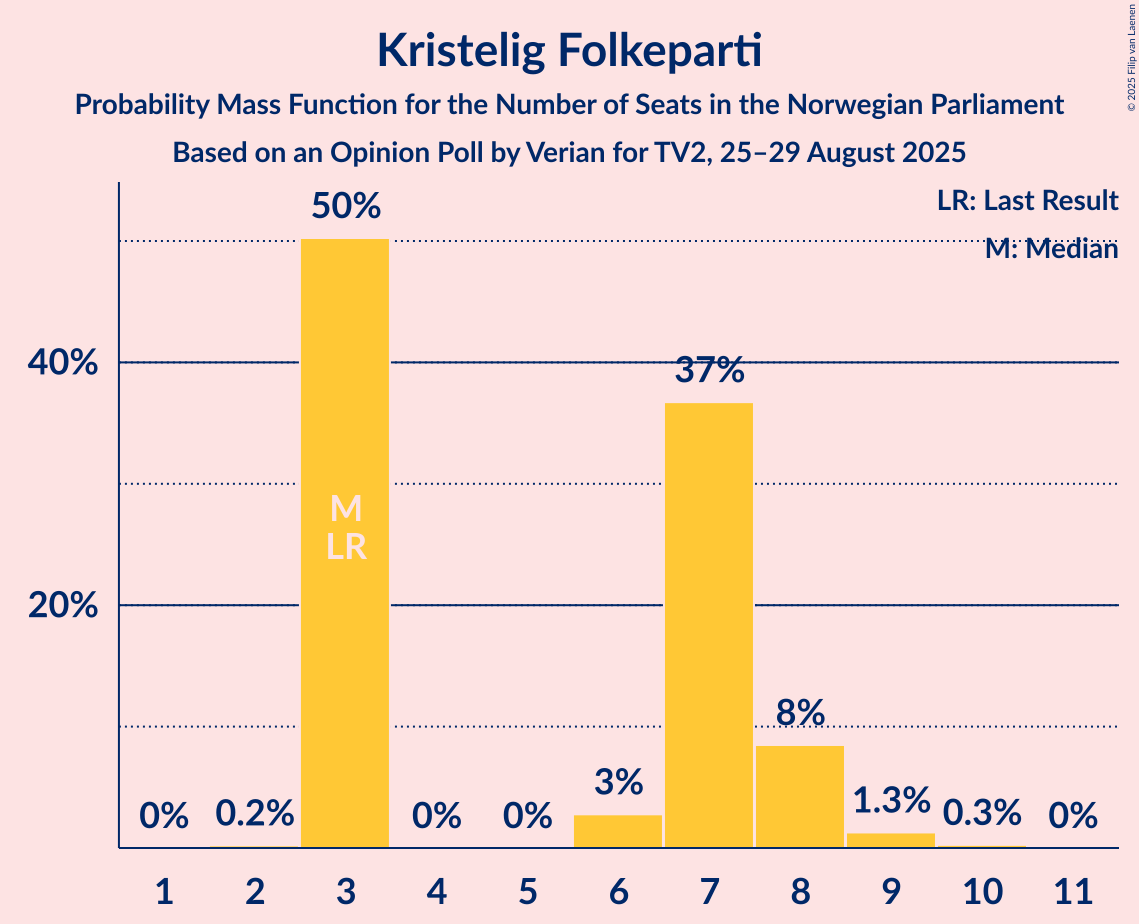 Kristelig Folkeparti
Probability Mass Function for the Number of Seats in the Norwegian Parliament
Based on an Opinion Poll by Verian for TV2, 25–29 August 2025
© 2025 Filip van Laenen
LR: Last Result
M: Median
50%
40%
37%
20%
M
LR
8%
3%
1.3%
0%
0.2%
0%
0%
0.3%
0%
1 2 3 4 5 6 7 8 9 10 11